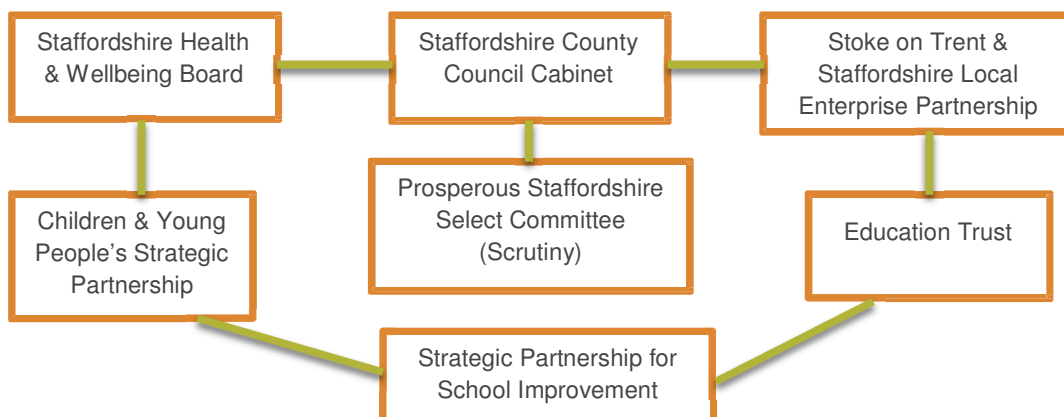 Staffordshire Health
& Wellbeing Board
Staffordshire County
Council Cabinet
Stoke on Trent &
Staffordshire Local
Enterprise Partnership
Children & Young
People’s Strategic
Partnership
Prosperous Staffordshire
Select Committee
(Scrutiny)
Education Trust
Strategic Partnership for
School Improvement